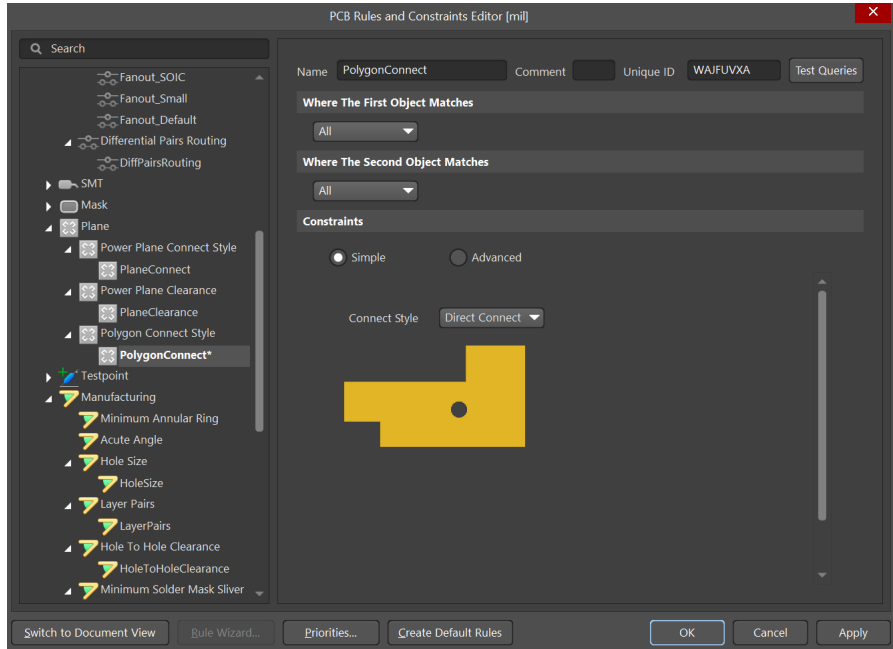 PCB Rules and Constraints Editor [mil]
Search
Fanout_SOIC
Fanout_Small
Fanout_Default
Differential Pairs Routing
DiffPairsRouting
SMT
Mask
Plane
Power Plane Connect Style
PlaneConnect
Power Plane Clearance
PlaneClearance
Polygon Connect Style
PolygonConnect*
Testpoint
Manufacturing
Minimum Annular Ring
Acute Angle
Hole Size
HoleSize
Layer Pairs
LayerPairs
Hole To Hole Clearance
HoleToHoleClearance
Minimum Solder Mask Sliver
Name PolygonConnect Comment Unique ID WAJFUVXA Test Queries
Where The First Object Matches
All
Where The Second Object Matches
All
Constraints
Simple Advanced
Connect Style Direct Connect
Switch to Document View Rule Wizard... Priorities... Create Default Rules OK Cancel Apply